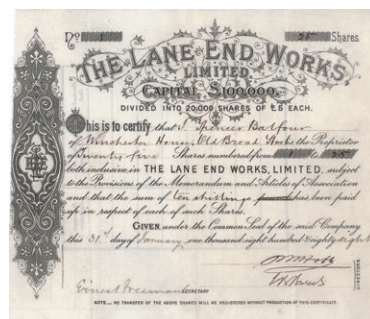 No 1 25 Shares.
THE LANE END WORKS
LIMITED.
CAPITAL £100,000.
DIVIDED INTO 20,000 SHARES OF £5 EACH.
This is to certify that J. Spencer Balfour
of Winchester House, Old Broad is the Proprietor
of Twenty five Shares numbered from 1 to 25
both inclusive in THE LANE END WORKS, LIMITED, subject
to the Provisions of the Memorandum and Articles of Association
and that the sum of Ten shillings has been paid
up in respect of each of such Shares.
GIVEN under the Common Seal of the said Company
this 31st day of January one thousand eight hundred & eighty eight
DIRECTORS.
Ernest Freeman SECRETARY
NOTE. NO TRANSFER OF THE ABOVE SHARES WILL BE REGISTERED WITHOUT PRODUCTION OF THIS CERTIFICATE.